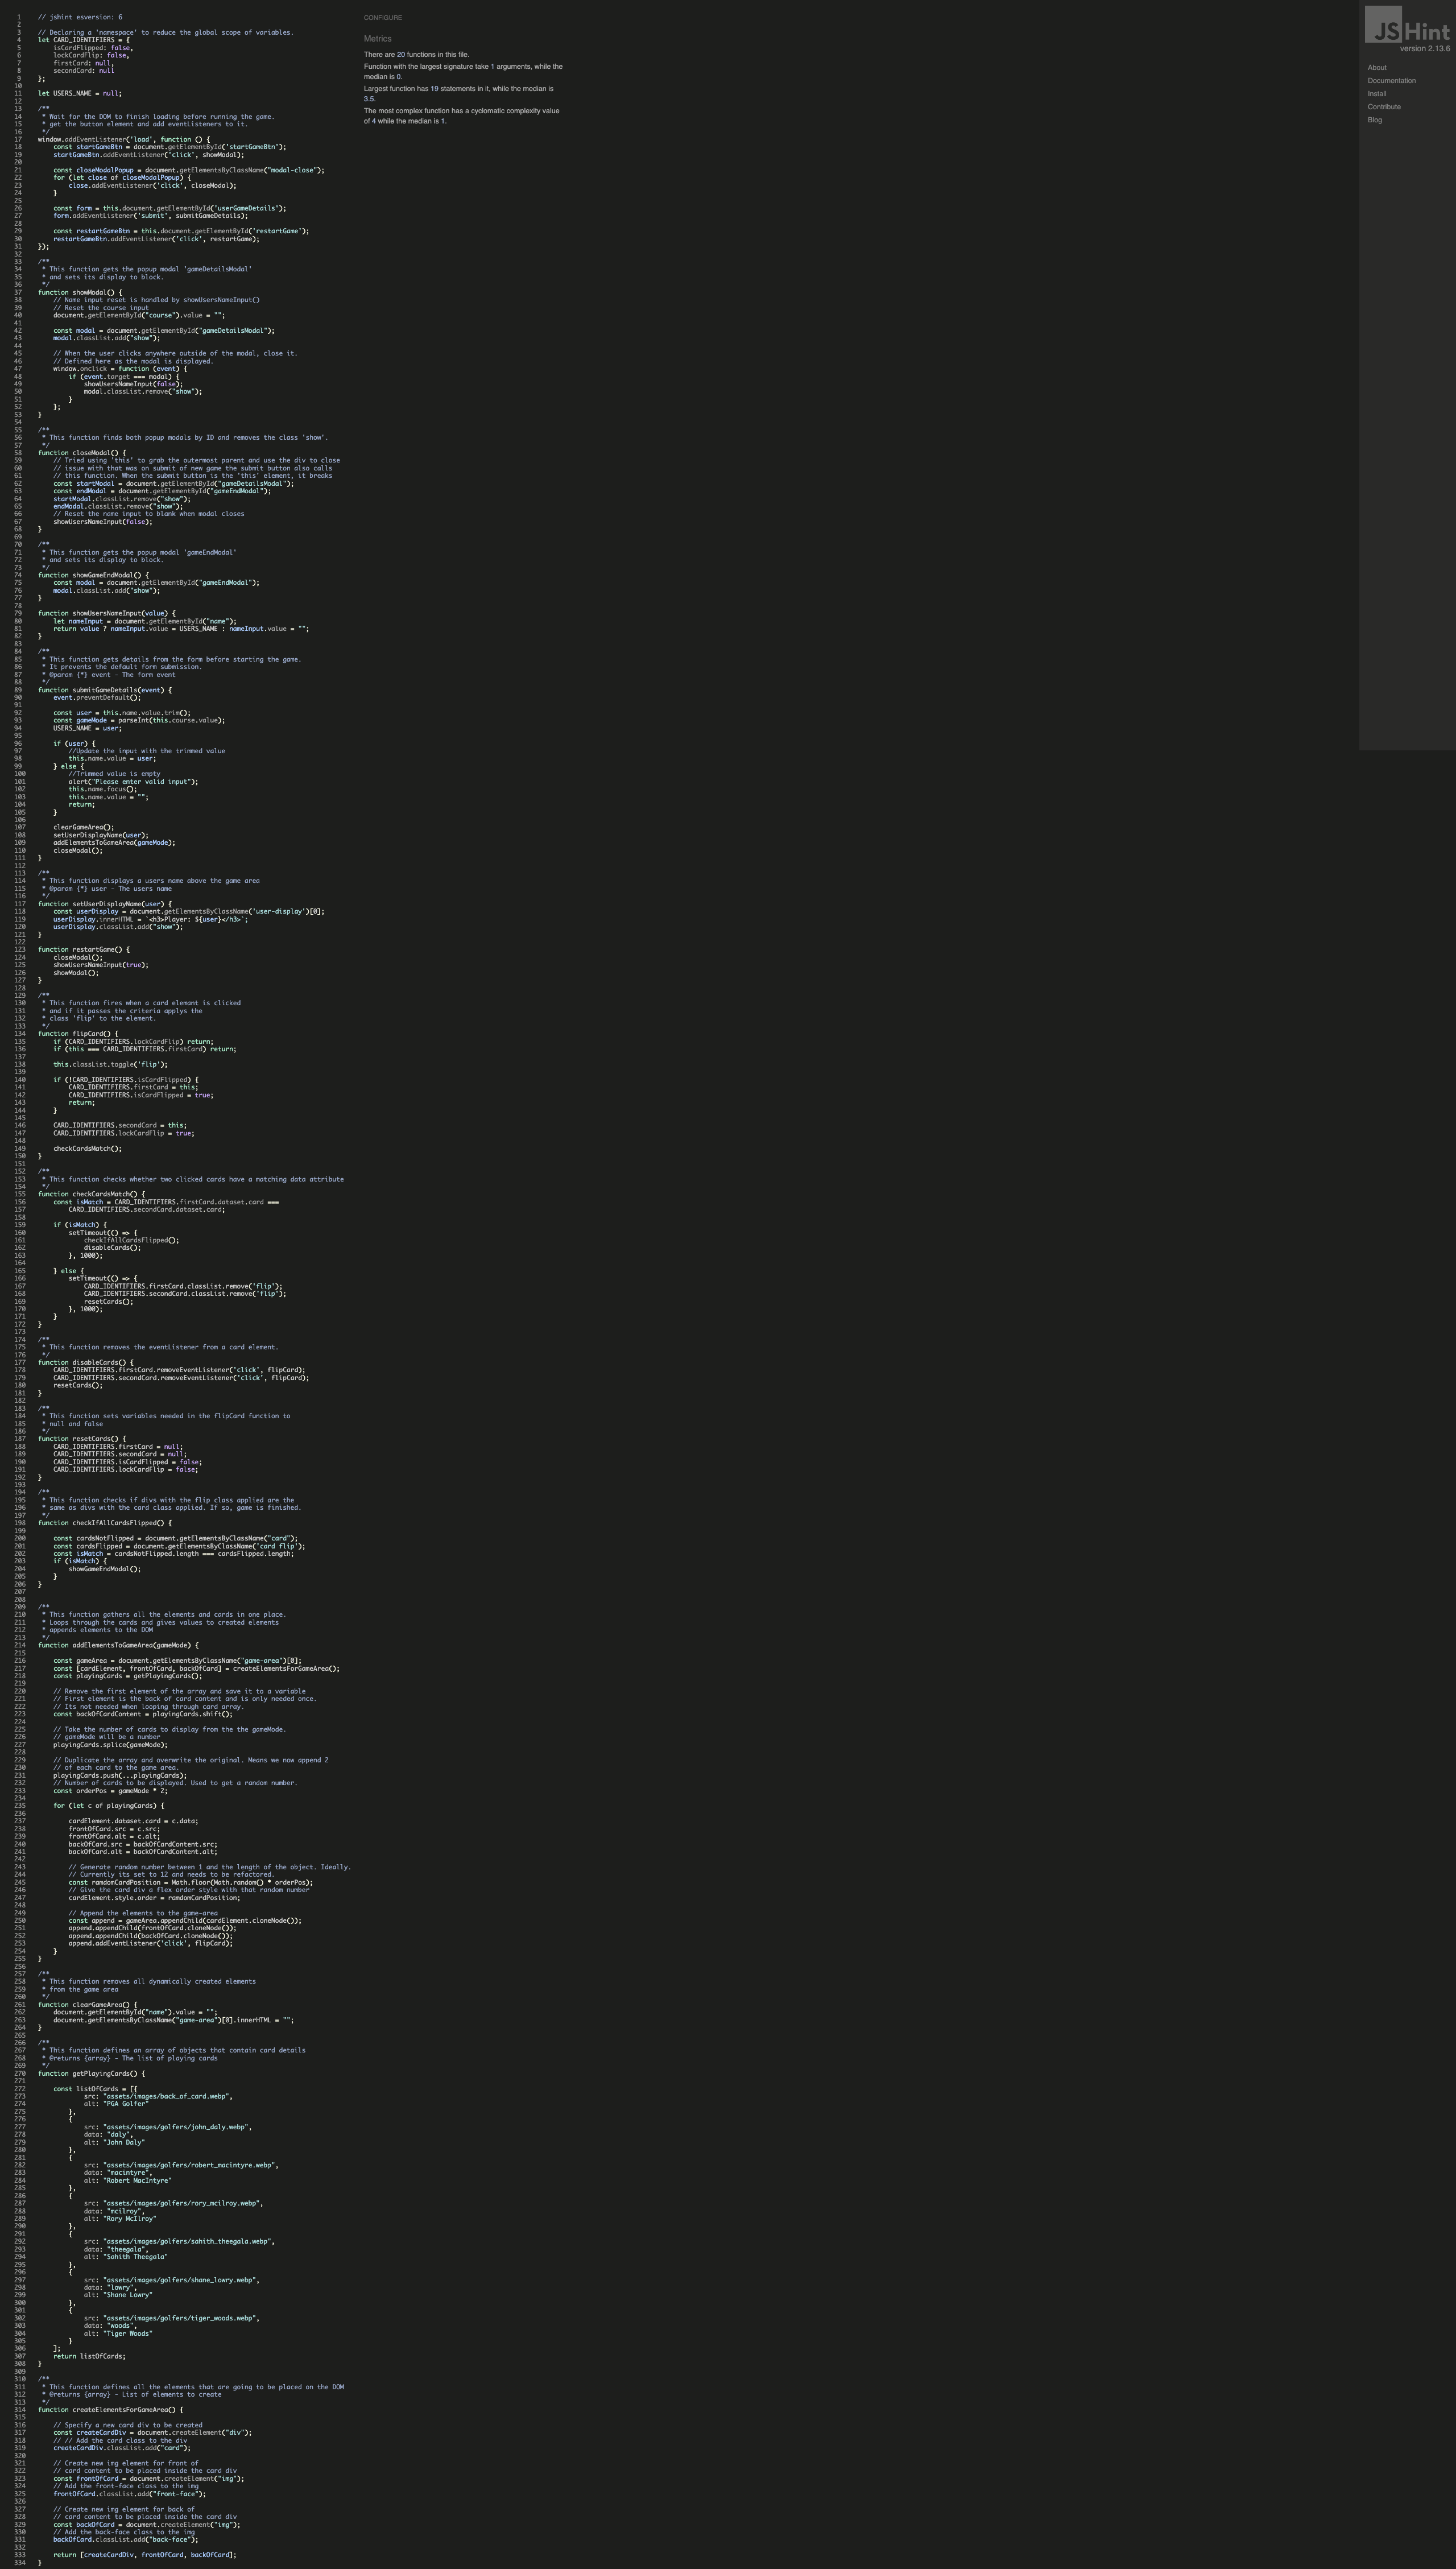 1 // jshint esversion: 6
2
3 // Declaring a 'namespace' to reduce the global scope of variables.
4 let CARD_IDENTIFIERS = {
5 isCardFlipped: false,
6 lockCardFlip: false,
7 firstCard: null,
8 secondCard: null
9 };
10
11 let USERS_NAME = null;
12
13 /**
14 * Wait for the DOM to finish loading before running the game.
15 * get the button element and add eventListeners to it.
16 */
17 window.addEventListener('load', function () {
18 const startGameBtn = document.getElementById('startGameBtn');
19 startGameBtn.addEventListener('click', showModal);
20
21 const closeModalPopup = document.getElementsByClassName("modal-close");
22 for (let close of closeModalPopup) {
23 close.addEventListener('click', closeModal);
24 }
25
26 const form = this.document.getElementById('userGameDetails');
27 form.addEventListener('submit', submitGameDetails);
28
29 const restartGameBtn = this.document.getElementById('restartGame');
30 restartGameBtn.addEventListener('click', restartGame);
31 });
32
33 /**
34 * This function gets the popup modal 'gameDetailsModal'
35 * and sets its display to block.
36 */
37 function showModal() {
38 // Name input reset is handled by showUsersNameInput()
39 // Reset the course input
40 document.getElementById("course").value = "";
41
42 const modal = document.getElementById("gameDetailsModal");
43 modal.classList.add("show");
44
45 // When the user clicks anywhere outside of the modal, close it.
46 // Defined here as the modal is displayed.
47 window.onclick = function (event) {
48 if (event.target === modal) {
49 showUsersNameInput(false);
50 modal.classList.remove("show");
51 }
52 };
53 }
54
55 /**
56 * This function finds both popup modals by ID and removes the class 'show'.
57 */
58 function closeModal() {
59 // Tried using 'this' to grab the outermost parent and use the div to close
60 // issue with that was on submit of new game the submit button also calls
61 // this function. When the submit button is the 'this' element, it breaks
62 const startModal = document.getElementById("gameDetailsModal");
63 const endModal = document.getElementById("gameEndModal");
64 startModal.classList.remove("show");
65 endModal.classList.remove("show");
66 // Reset the name input to blank when modal closes
67 showUsersNameInput(false);
68 }
69
70 /**
71 * This function gets the popup modal 'gameEndModal'
72 * and sets its display to block.
73 */
74 function showGameEndModal() {
75 const modal = document.getElementById("gameEndModal");
76 modal.classList.add("show");
77 }
78
79 function showUsersNameInput(value) {
80 let nameInput = document.getElementById("name");
81 return value ? nameInput.value = USERS_NAME : nameInput.value = "";
82 }
83
84 /**
85 * This function gets details from the form before starting the game.
86 * It prevents the default form submission.
87 * @param {*} event - The form event
88 */
89 function submitGameDetails(event) {
90 event.preventDefault();
91
92 const user = this.name.value.trim();
93 const gameMode = parseInt(this.course.value);
94 USERS_NAME = user;
95
96 if (user) {
97 //Update the input with the trimmed value
98 this.name.value = user;
99 } else {
100 //Trimmed value is empty
101 alert("Please enter valid input");
102 this.name.focus();
103 this.name.value = "";
104 return;
105 }
106
107 clearGameArea();
108 setUserDisplayName(user);
109 addElementsToGameArea(gameMode);
110 closeModal();
111 }
112
113 /**
114 * This function displays a users name above the game area
115 * @param {*} user - The users name
116 */
117 function setUserDisplayName(user) {
118 const userDisplay = document.getElementsByClassName('user-display')[0];
119 userDisplay.innerHTML = `<h3>Player: ${user}</h3>`;
120 userDisplay.classList.add("show");
121 }
122
123 function restartGame() {
124 closeModal();
125 showUsersNameInput(true);
126 showModal();
127 }
128
129 /**
130 * This function fires when a card elemant is clicked
131 * and if it passes the criteria applys the
132 * class 'flip' to the element.
133 */
134 function flipCard() {
135 if (CARD_IDENTIFIERS.lockCardFlip) return;
136 if (this === CARD_IDENTIFIERS.firstCard) return;
137
138 this.classList.toggle('flip');
139
140 if (!CARD_IDENTIFIERS.isCardFlipped) {
141 CARD_IDENTIFIERS.firstCard = this;
142 CARD_IDENTIFIERS.isCardFlipped = true;
143 return;
144 }
145
146 CARD_IDENTIFIERS.secondCard = this;
147 CARD_IDENTIFIERS.lockCardFlip = true;
148
149 checkCardsMatch();
150 }
151
152 /**
153 * This function checks whether two clicked cards have a matching data attribute
154 */
155 function checkCardsMatch() {
156 const isMatch = CARD_IDENTIFIERS.firstCard.dataset.card ===
157 CARD_IDENTIFIERS.secondCard.dataset.card;
158
159 if (isMatch) {
160 setTimeout(() => {
161 checkIfAllCardsFlipped();
162 disableCards();
163 }, 1000);
164
165 } else {
166 setTimeout(() => {
167 CARD_IDENTIFIERS.firstCard.classList.remove('flip');
168 CARD_IDENTIFIERS.secondCard.classList.remove('flip');
169 resetCards();
170 }, 1000);
171 }
172 }
173
174 /**
175 * This function removes the eventListener from a card element.
176 */
177 function disableCards() {
178 CARD_IDENTIFIERS.firstCard.removeEventListener('click', flipCard);
179 CARD_IDENTIFIERS.secondCard.removeEventListener('click', flipCard);
180 resetCards();
181 }
182
183 /**
184 * This function sets variables needed in the flipCard function to
185 * null and false
186 */
187 function resetCards() {
188 CARD_IDENTIFIERS.firstCard = null;
189 CARD_IDENTIFIERS.secondCard = null;
190 CARD_IDENTIFIERS.isCardFlipped = false;
191 CARD_IDENTIFIERS.lockCardFlip = false;
192 }
193
194 /**
195 * This function checks if divs with the flip class applied are the
196 * same as divs with the card class applied. If so, game is finished.
197 */
198 function checkIfAllCardsFlipped() {
199
200 const cardsNotFlipped = document.getElementsByClassName("card");
201 const cardsFlipped = document.getElementsByClassName('card flip');
202 const isMatch = cardsNotFlipped.length === cardsFlipped.length;
203 if (isMatch) {
204 showGameEndModal();
205 }
206 }
207
208
209 /**
210 * This function gathers all the elements and cards in one place.
211 * Loops through the cards and gives values to created elements
212 * appends elements to the DOM
213 */
214 function addElementsToGameArea(gameMode) {
215
216 const gameArea = document.getElementsByClassName("game-area")[0];
217 const [cardElement, frontOfCard, backOfCard] = createElementsForGameArea();
218 const playingCards = getPlayingCards();
219
220 // Remove the first element of the array and save it to a variable
221 // First element is the back of card content and is only needed once.
222 // Its not needed when looping through card array.
223 const backOfCardContent = playingCards.shift();
224
225 // Take the number of cards to display from the the gameMode.
226 // gameMode will be a number
227 playingCards.splice(gameMode);
228
229 // Duplicate the array and overwrite the original. Means we now append 2
230 // of each card to the game area.
231 playingCards.push(...playingCards);
232 // Number of cards to be displayed. Used to get a random number.
233 const orderPos = gameMode * 2;
234
235 for (let c of playingCards) {
236
237 cardElement.dataset.card = c.data;
238 frontOfCard.src = c.src;
239 frontOfCard.alt = c.alt;
240 backOfCard.src = backOfCardContent.src;
241 backOfCard.alt = backOfCardContent.alt;
242
243 // Generate random number between 1 and the length of the object. Ideally.
244 // Currently its set to 12 and needs to be refactored.
245 const ramdomCardPosition = Math.floor(Math.random() * orderPos);
246 // Give the card div a flex order style with that random number
247 cardElement.style.order = ramdomCardPosition;
248
249 // Append the elements to the game-area
250 const append = gameArea.appendChild(cardElement.cloneNode());
251 append.appendChild(frontOfCard.cloneNode());
252 append.appendChild(backOfCard.cloneNode());
253 append.addEventListener('click', flipCard);
254 }
255 }
256
257 /**
258 * This function removes all dynamically created elements
259 * from the game area
260 */
261 function clearGameArea() {
262 document.getElementById("name").value = "";
263 document.getElementsByClassName("game-area")[0].innerHTML = "";
264 }
265
266 /**
267 * This function defines an array of objects that contain card details
268 * @returns {array} - The list of playing cards
269 */
270 function getPlayingCards() {
271
272 const listOfCards = [{
273 src: "assets/images/back_of_card.webp",
274 alt: "PGA Golfer"
275 },
276 {
277 src: "assets/images/golfers/john_daly.webp",
278 data: "daly",
279 alt: "John Daly"
280 },
281 {
282 src: "assets/images/golfers/robert_macintyre.webp",
283 data: "macintyre",
284 alt: "Robert MacIntyre"
285 },
286 {
287 src: "assets/images/golfers/rory_mcilroy.webp",
288 data: "mcilroy",
289 alt: "Rory McIlroy"
290 },
291 {
292 src: "assets/images/golfers/sahith_theegala.webp",
293 data: "theegala",
294 alt: "Sahith Theegala"
295 },
296 {
297 src: "assets/images/golfers/shane_lowry.webp",
298 data: "lowry",
299 alt: "Shane Lowry"
300 },
301 {
302 src: "assets/images/golfers/tiger_woods.webp",
303 data: "woods",
304 alt: "Tiger Woods"
305 }
306 ];
307 return listOfCards;
308 }
309
310 /**
311 * This function defines all the elements that are going to be placed on the DOM
312 * @returns {array} - List of elements to create
313 */
314 function createElementsForGameArea() {
315
316 // Specify a new card div to be created
317 const createCardDiv = document.createElement("div");
318 // // Add the card class to the div
319 createCardDiv.classList.add("card");
320
321 // Create new img element for front of
322 // card content to be placed inside the card div
323 const frontOfCard = document.createElement("img");
324 // Add the front-face class to the img
325 frontOfCard.classList.add("front-face");
326
327 // Create new img element for back of
328 // card content to be placed inside the card div
329 const backOfCard = document.createElement("img");
330 // Add the back-face class to the img
331 backOfCard.classList.add("back-face");
332
333 return [createCardDiv, frontOfCard, backOfCard];
334 }
CONFIGURE
Metrics
There are 20 functions in this file.
Function with the largest signature take 1 arguments, while the
median is 0.
Largest function has 19 statements in it, while the median is
3.5.
The most complex function has a cyclomatic complexity value
of 4 while the median is 1.
JSHint
version 2.13.6
About
Documentation
Install
Contribute
Blog